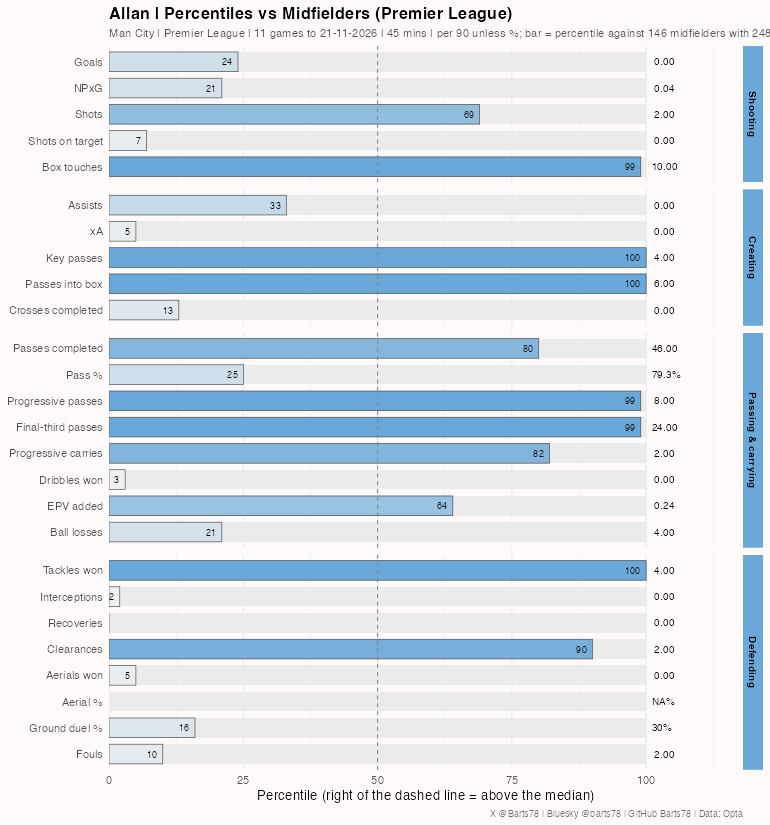 Allan | Percentiles vs Midfielders (Premier League)
Man City | Premier League | 11 games to 21-11-2026 | 45 mins | per 90 unless %; bar = percentile against 146 midfielders with 248
Goals 24 0.00
NPxG 21 0.04
Shots 69 2.00
Shots on target 7 0.00
Box touches 99 10.00
Shooting
Assists 33 0.00
xA 5 0.00
Key passes 100 4.00
Passes into box 100 6.00
Crosses completed 13 0.00
Creating
Passes completed 80 46.00
Pass % 25 79.3%
Progressive passes 99 8.00
Final-third passes 99 24.00
Progressive carries 82 2.00
Dribbles won 3 0.00
EPV added 64 0.24
Ball losses 21 4.00
Passing & carrying
Tackles won 100 4.00
Interceptions 2 0.00
Recoveries 0.00
Clearances 90 2.00
Aerials won 5 0.00
Aerial % NA%
Ground duel % 16 30%
Fouls 10 2.00
Defending
0 25 50 75 100
Percentile (right of the dashed line = above the median)
X @Barts78 | Bluesky @barts78 | GitHub Barts78 | Data: Opta